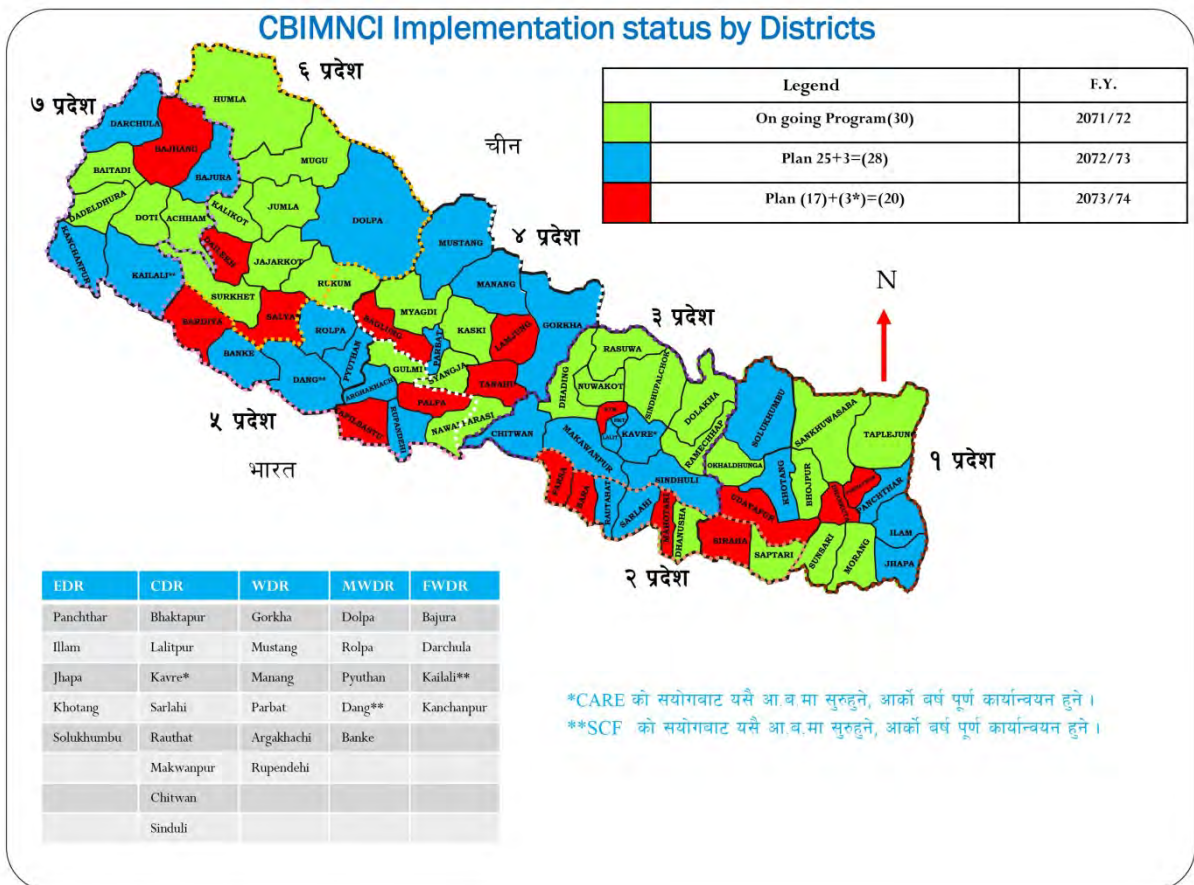 CBIMNCI Implementation status by Districts
Legend F.Y.
On going Program(30) 2071/72
Plan 25+3=(28) 2072/73
Plan (17)+(3*)=(20) 2073/74
६ प्रदेश
७ प्रदेश
चीन
४ प्रदेश
३ प्रदेश
N
५ प्रदेश
भारत
१ प्रदेश
२ प्रदेश
HUMLA
DARCHULA
BAJHANG
MUGU
BAITADI
BAJURA
DADELDHURA
DOTI
ACHHAM
KALIKOT
JUMLA
DOLPA
MUSTANG
KANCHANPUR
KAILALI**
DAILEKH
JAJARKOT
MANANG
SURKHET
RUKUM
MYAGDI
GORKHA
BARDIYA
SALYAN
ROLPA
BAGLUNG
KASKI
LAMJUNG
PARBAT
BANKE
DANG**
PYUTHAN
GULMI
SYANGJA
TANAHU
RASUWA
ARGHAKHACHI
PALPA
DHADING
NUWAKOT
SINDHUPALCHOK
DOLAKHA
SOLUKHUMBU
SANKHUWASABA
TAPLEJUNG
RUPANDEHI
NAWALPARASI
CHITWAN
MAKAWANPUR
KAVRE*
RAMECHHAP
OKHALDHUNGA
KHOTANG
BHOJPUR
PANCHTHAR
SINDHULI
PARSA
BARA
RAUTAHAT
SARLAHI
MAHOTARI
DHANUSHA
UDAYAPUR
SIRAHA
SAPTARI
SUNSARI
MORANG
ILAM
JHAPA
EDR CDR WDR MWDR FWDR
Panchthar Bhaktapur Gorkha Dolpa Bajura
Illam Lalitpur Mustang Rolpa Darchula
Jhapa Kavre* Manang Pyuthan Kailali**
Khotang Sarlahi Parbat Dang** Kanchanpur
Solukhumbu Rauthat Argakhachi Banke
Makwanpur Rupendehi
Chitwan
Sinduli
*CARE को सयोगबाट यसै आ.ब.मा सुरुहुने, आर्को बर्ष पूर्ण कार्यान्वयन हुने ।
**SCF को सयोगबाट यसै आ.ब.मा सुरुहुने, आर्को बर्ष पूर्ण कार्यान्वयन हुने ।